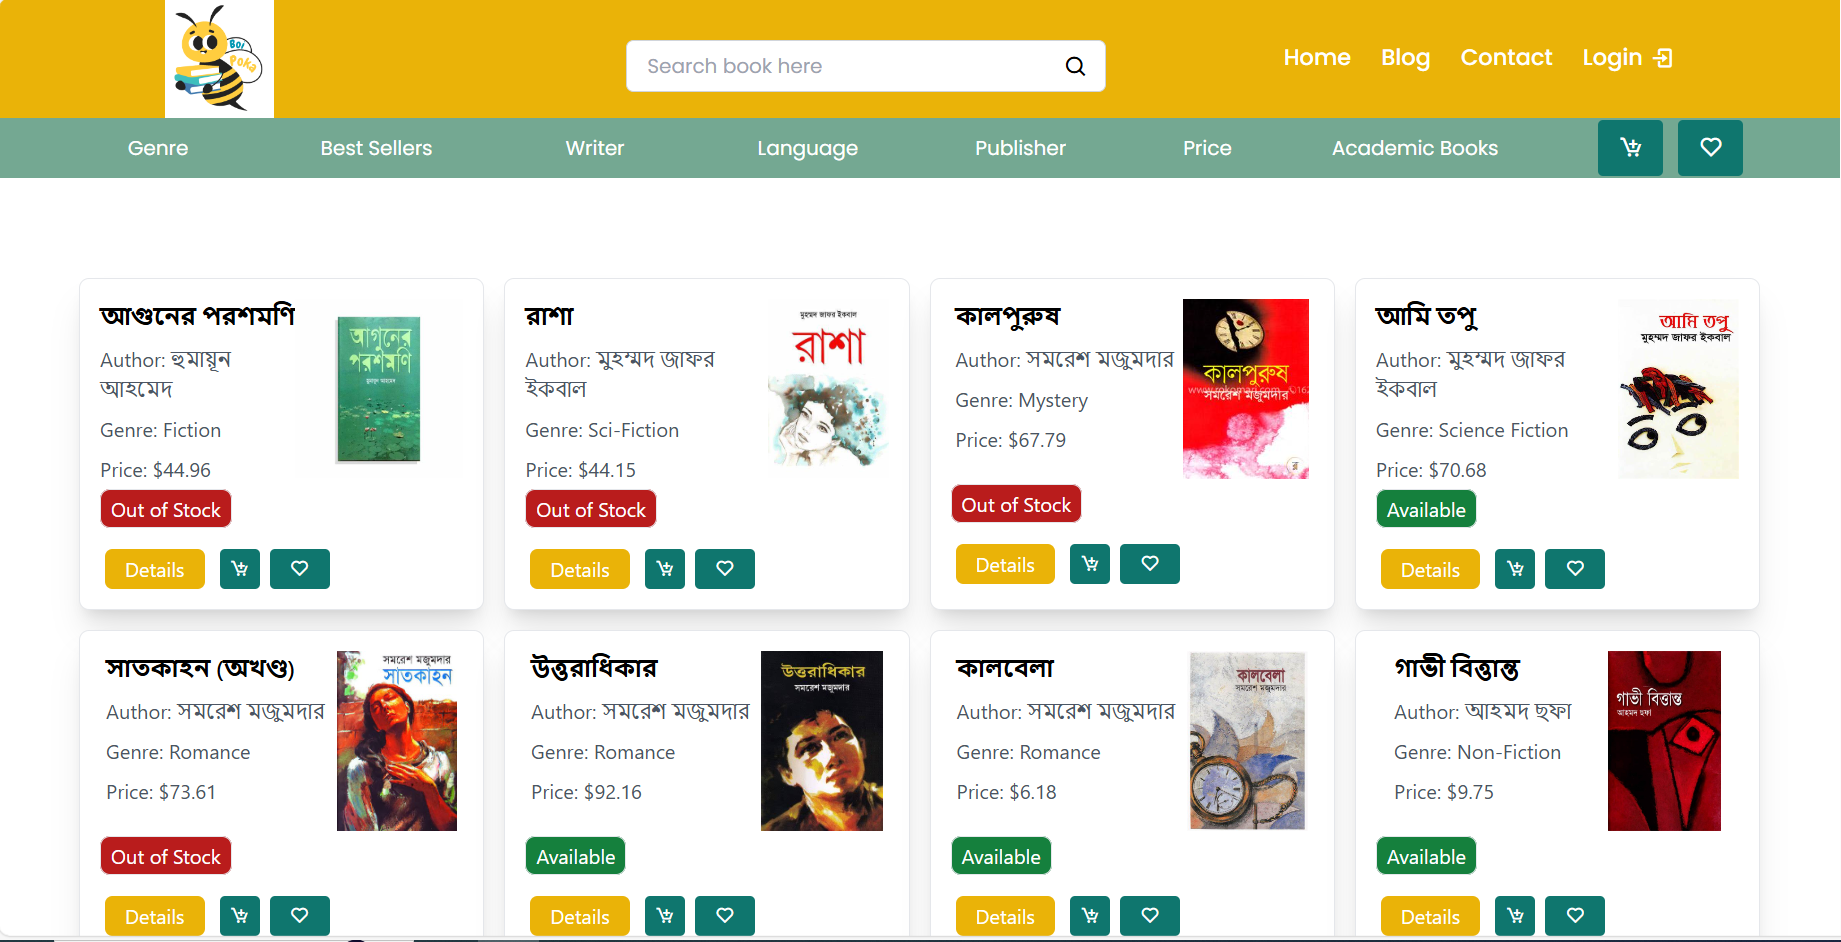 Boi
Poka
Search book here
Home Blog Contact Login
Genre Best Sellers Writer Language Publisher Price Academic Books
আগুনের পরশমণি
Author: হুমায়ূন
আহমেদ
Genre: Fiction
Price: $44.96
Out of Stock
Details
আগুনের
পরশমণি
হুমায়ূন আহমেদ
রাশা
Author: মুহম্মদ জাফর
ইকবাল
Genre: Sci-Fiction
Price: $44.15
Out of Stock
Details
মুহম্মদ জাফর ইকবাল
রাশা
কালপুরুষ
Author: সমরেশ মজুমদার
Genre: Mystery
Price: $67.79
Out of Stock
Details
কালপুরুষ
www.rokomari.com
সমরেশ মজুমদার
আমি তপু
Author: মুহম্মদ জাফর
ইকবাল
Genre: Science Fiction
Price: $70.68
Available
Details
আমি তপু
মুহম্মদ জাফর ইকবাল
সাতকাহন (অখণ্ড)
Author: সমরেশ মজুমদার
Genre: Romance
Price: $73.61
Out of Stock
Details
সমরেশ মজুমদার
সাতকাহন
উত্তরাধিকার
Author: সমরেশ মজুমদার
Genre: Romance
Price: $92.16
Available
Details
উত্তরাধিকার
সমরেশ মজুমদার
কালবেলা
Author: সমরেশ মজুমদার
Genre: Romance
Price: $6.18
Available
Details
কালবেলা
সমরেশ মজুমদার
গাভী বিত্তান্ত
Author: আহমদ ছফা
Genre: Non-Fiction
Price: $9.75
Available
Details
গাভী বিত্তান্ত
আহমদ ছফা